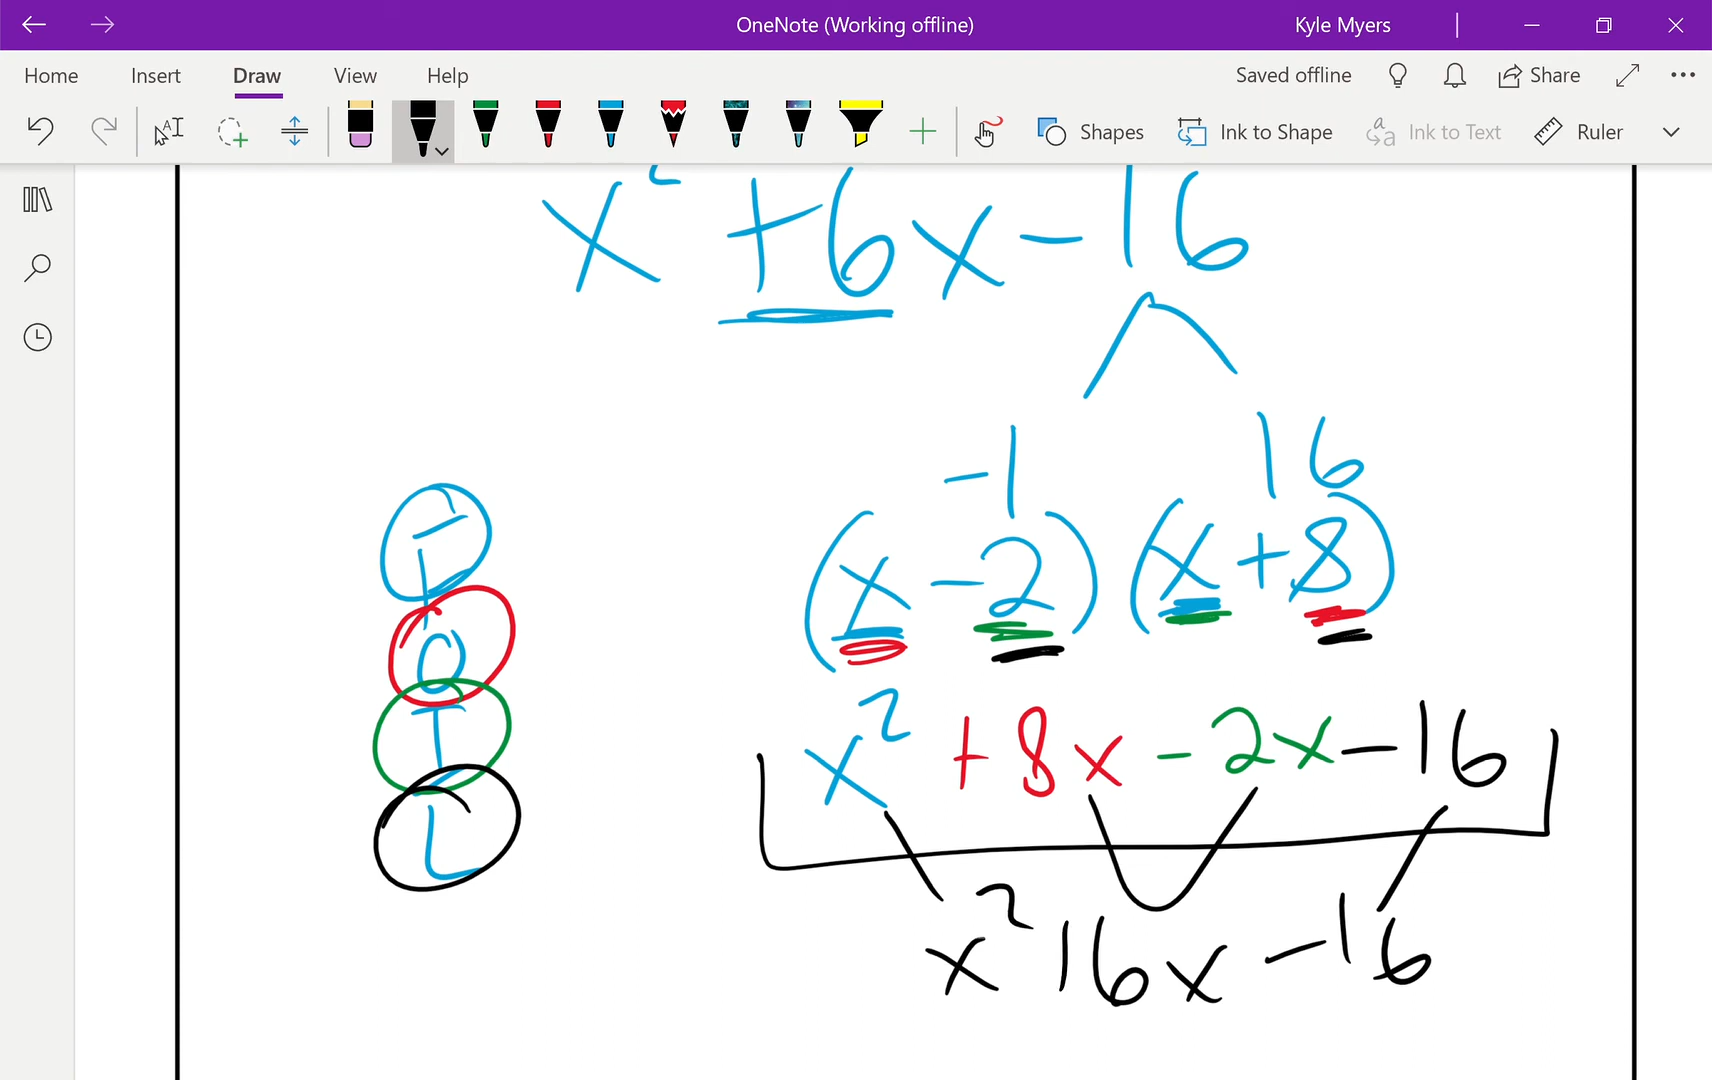 OneNote (Working offline) Kyle Myers
Home Insert Draw View Help Saved offline Share
Shapes Ink to Shape Ink to Text Ruler
x² +6x-16
-1 16
(x -2)(x +8)
F
O
I
L
x² +8x -2x -16
x² 16x -16